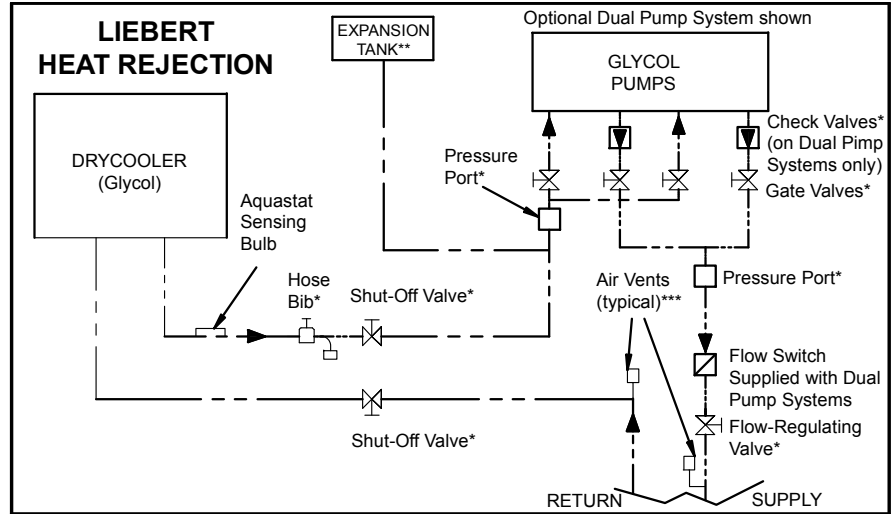 LIEBERT
HEAT REJECTION
EXPANSION
TANK**
Optional Dual Pump System shown
GLYCOL
PUMPS
DRYCOOLER
(Glycol)
Check Valves*
(on Dual Pimp
Systems only)
Gate Valves*
Pressure
Port*
Aquastat
Sensing
Bulb
Hose
Bib*
Shut-Off Valve*
Air Vents
(typical)***
Pressure Port*
Flow Switch
Supplied with Dual
Pump Systems
Flow-Regulating
Valve*
Shut-Off Valve*
RETURN
SUPPLY